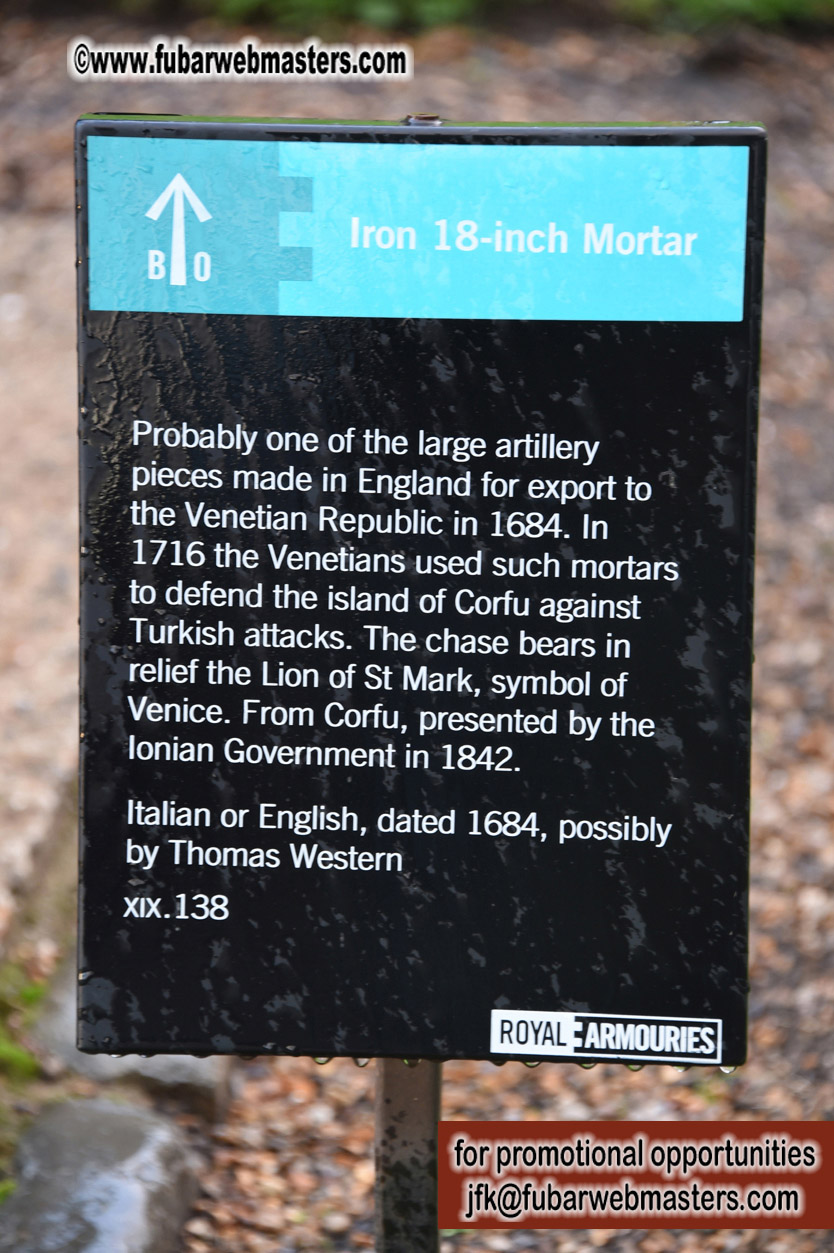 ©www.fubarwebmasters.com
B O
Iron 18-inch Mortar
Probably one of the large artillery
pieces made in England for export to
the Venetian Republic in 1684. In
1716 the Venetians used such mortars
to defend the island of Corfu against
Turkish attacks. The chase bears in
relief the Lion of St Mark, symbol of
Venice. From Corfu, presented by the
Ionian Government in 1842.
Italian or English, dated 1684, possibly
by Thomas Western
XIX.138
ROYAL ARMOURIES
for promotional opportunities
jfk@fubarwebmasters.com